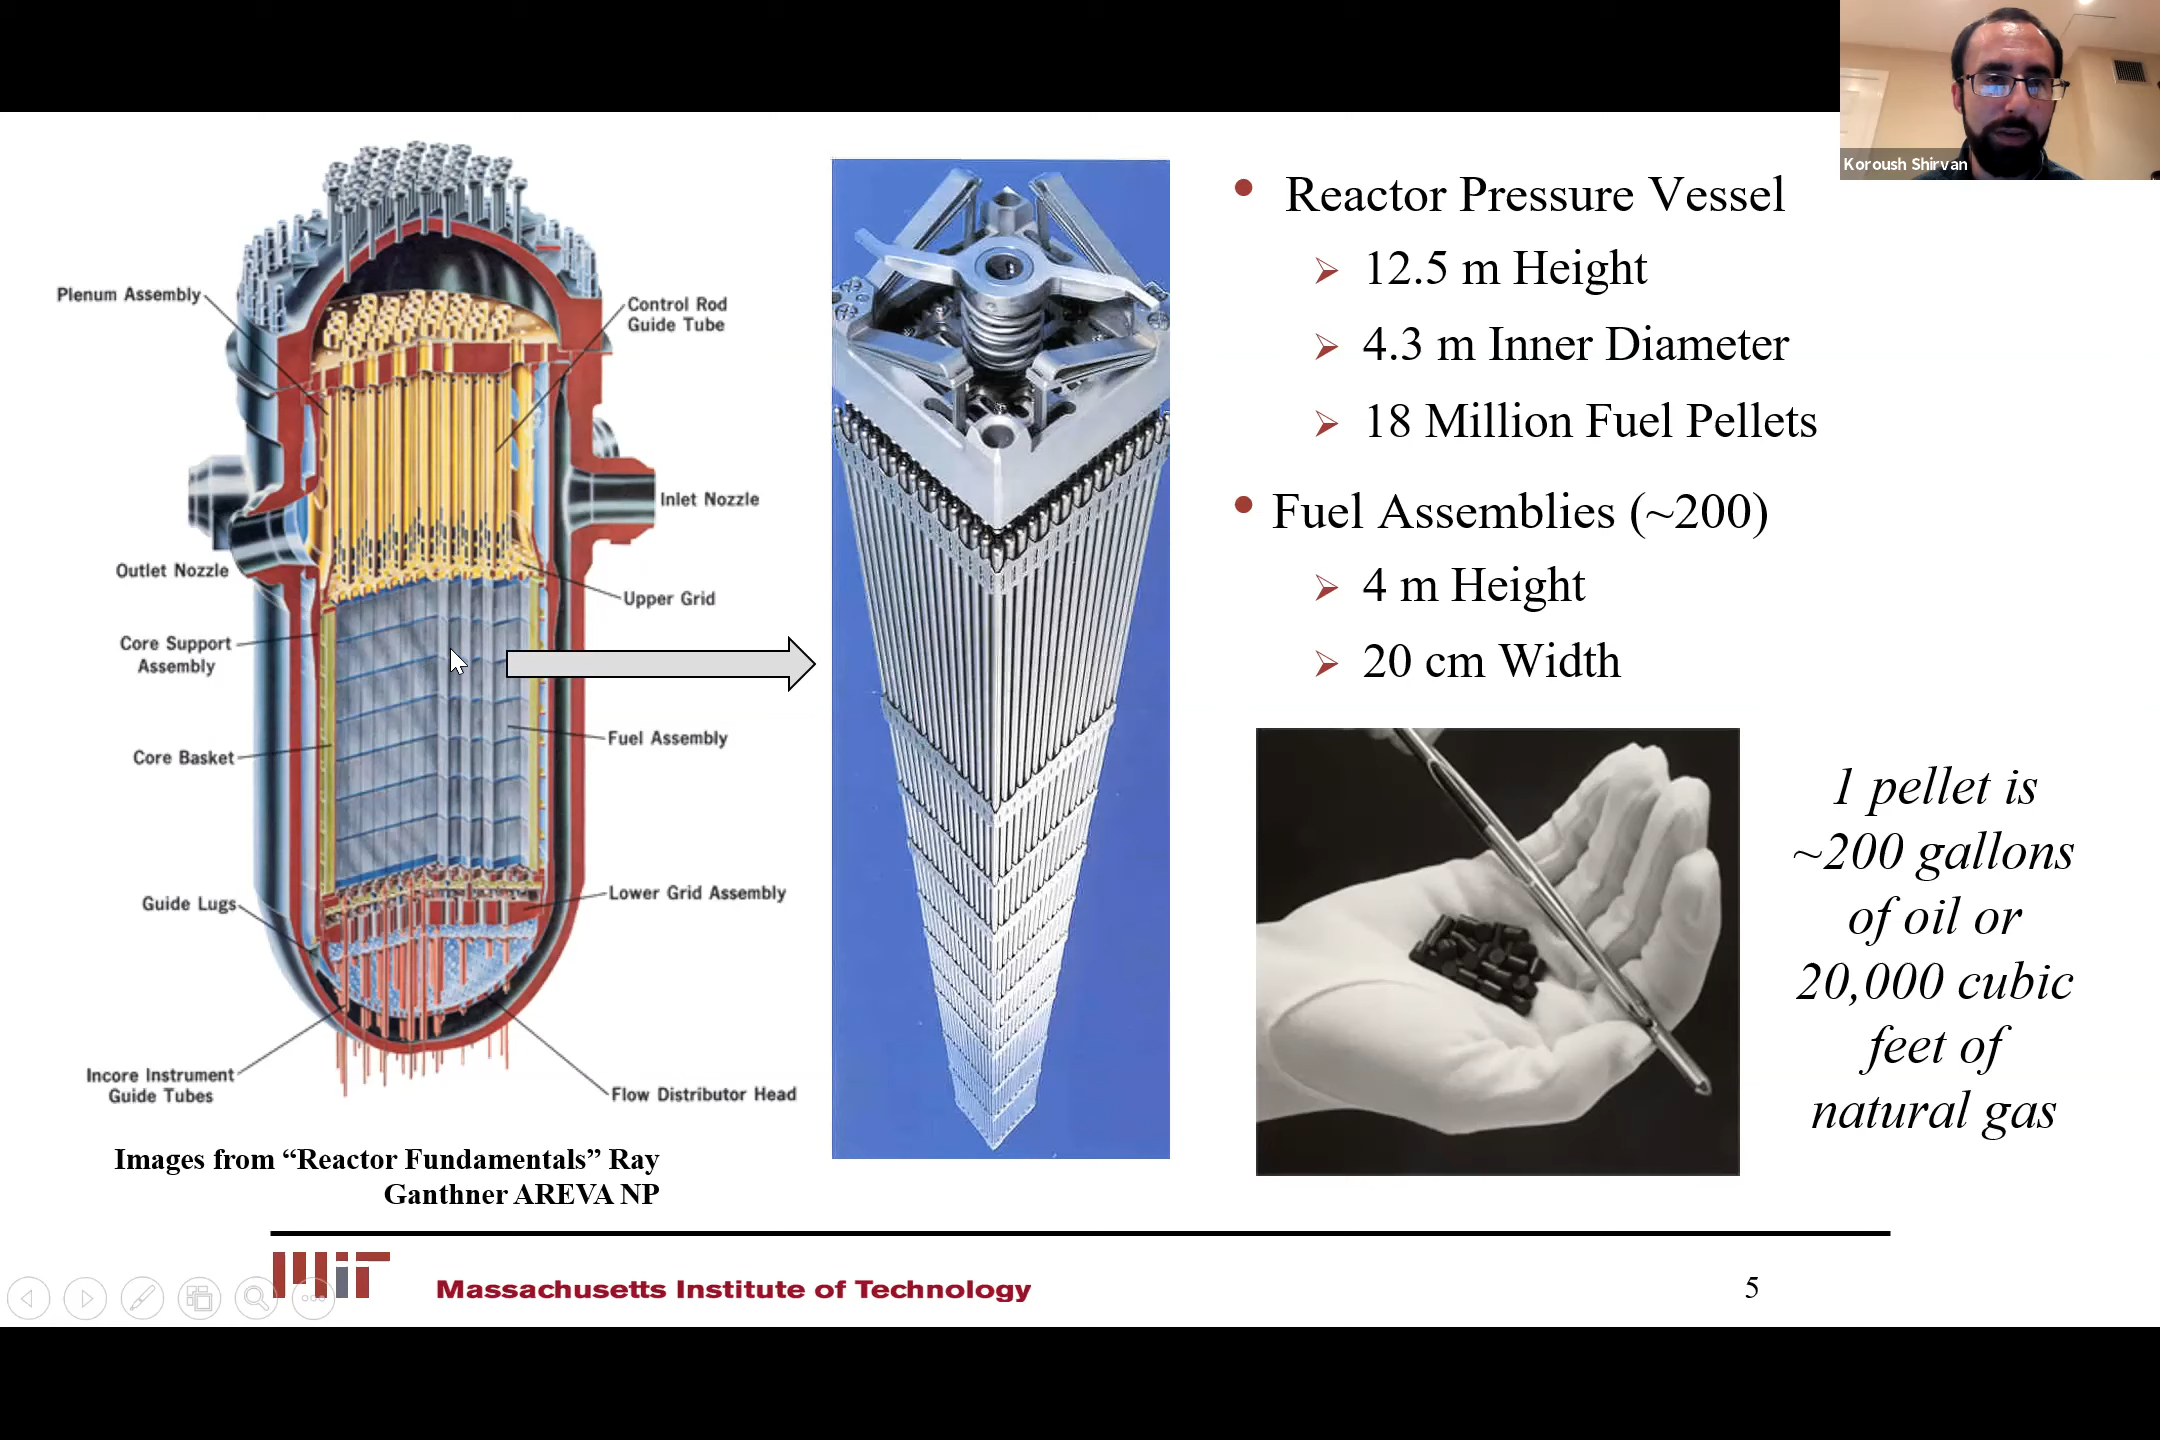 Koroush Shirvan
Plenum Assembly
Control Rod
Guide Tube
Inlet Nozzle
Outlet Nozzle
Upper Grid
Core Support
Assembly
Fuel Assembly
Core Basket
Guide Lugs
Lower Grid Assembly
Incore Instrument
Guide Tubes
Flow Distributor Head
Images from “Reactor Fundamentals” Ray
Ganthner AREVA NP
• Reactor Pressure Vessel
➢ 12.5 m Height
➢ 4.3 m Inner Diameter
➢ 18 Million Fuel Pellets
• Fuel Assemblies (~200)
➢ 4 m Height
➢ 20 cm Width
1 pellet is
~200 gallons
of oil or
20,000 cubic
feet of
natural gas
MIT
Massachusetts Institute of Technology
5